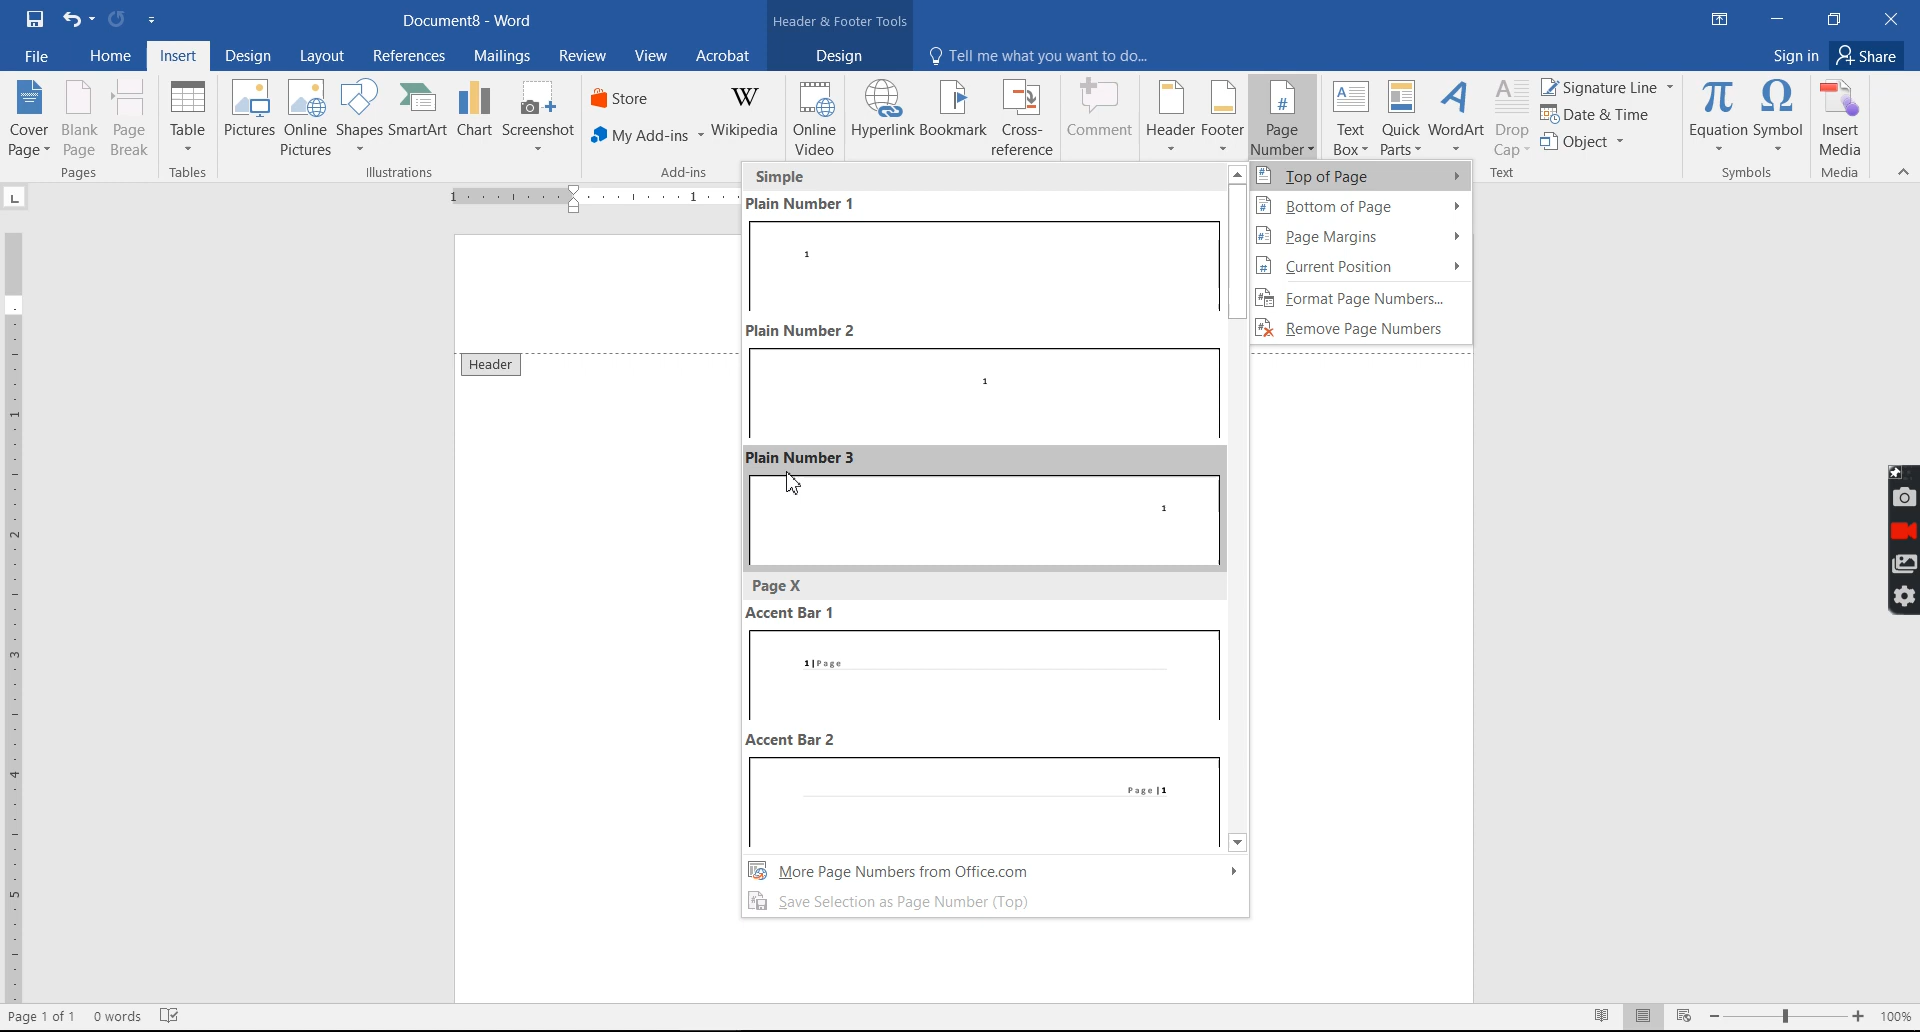 Document8 - Word
Header & Footer Tools
File
Home
Insert
Design
Layout
References
Mailings
Review
View
Acrobat
Design
Tell me what you want to do...
Sign in
Share
Cover Page
Blank Page
Page Break
Pages
Table
Tables
Pictures
Online Pictures
Shapes
SmartArt
Chart
Screenshot
Illustrations
Store
My Add-ins
W
Wikipedia
Add-ins
Online Video
Hyperlink
Bookmark
Cross-reference
Comment
Header
Footer
Page Number
Text Box
Quick Parts
WordArt
Drop Cap
Signature Line
Date & Time
Object
Text
π
Equation
Ω
Symbol
Symbols
Insert Media
Media
Top of Page
Bottom of Page
Page Margins
Current Position
Format Page Numbers...
Remove Page Numbers
L
1 1
1
2
3
4
5
Header
Simple
Plain Number 1
1
Plain Number 2
1
Plain Number 3
1
Page X
Accent Bar 1
1|Page
Accent Bar 2
Page|1
More Page Numbers from Office.com
Save Selection as Page Number (Top)
Page 1 of 1
0 words
100%